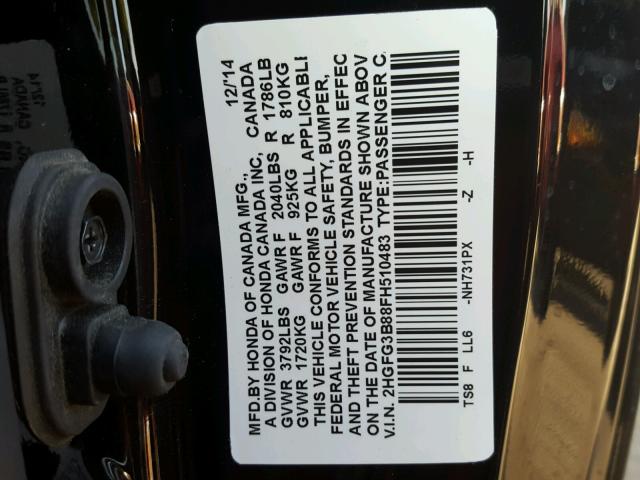 MFD.BY HONDA OF CANADA MFG., 12/'14
A DIVISION OF HONDA CANADA INC, CANADA
GVWR 3792LBS GAWR F 2040LBS R 1786LB
GVWR 1720KG GAWR F 925KG R 810KG
THIS VEHICLE CONFORMS TO ALL APPLICABL
FEDERAL MOTOR VEHICLE SAFETY, BUMPER,
AND THEFT PREVENTION STANDARDS IN EFFEC
ON THE DATE OF MANUFACTURE SHOWN ABOV
V.I.N. 2HGFG3B88FH510483 TYPE:PASSENGER C
TS8 F LL6 -NH731PX -Z -H